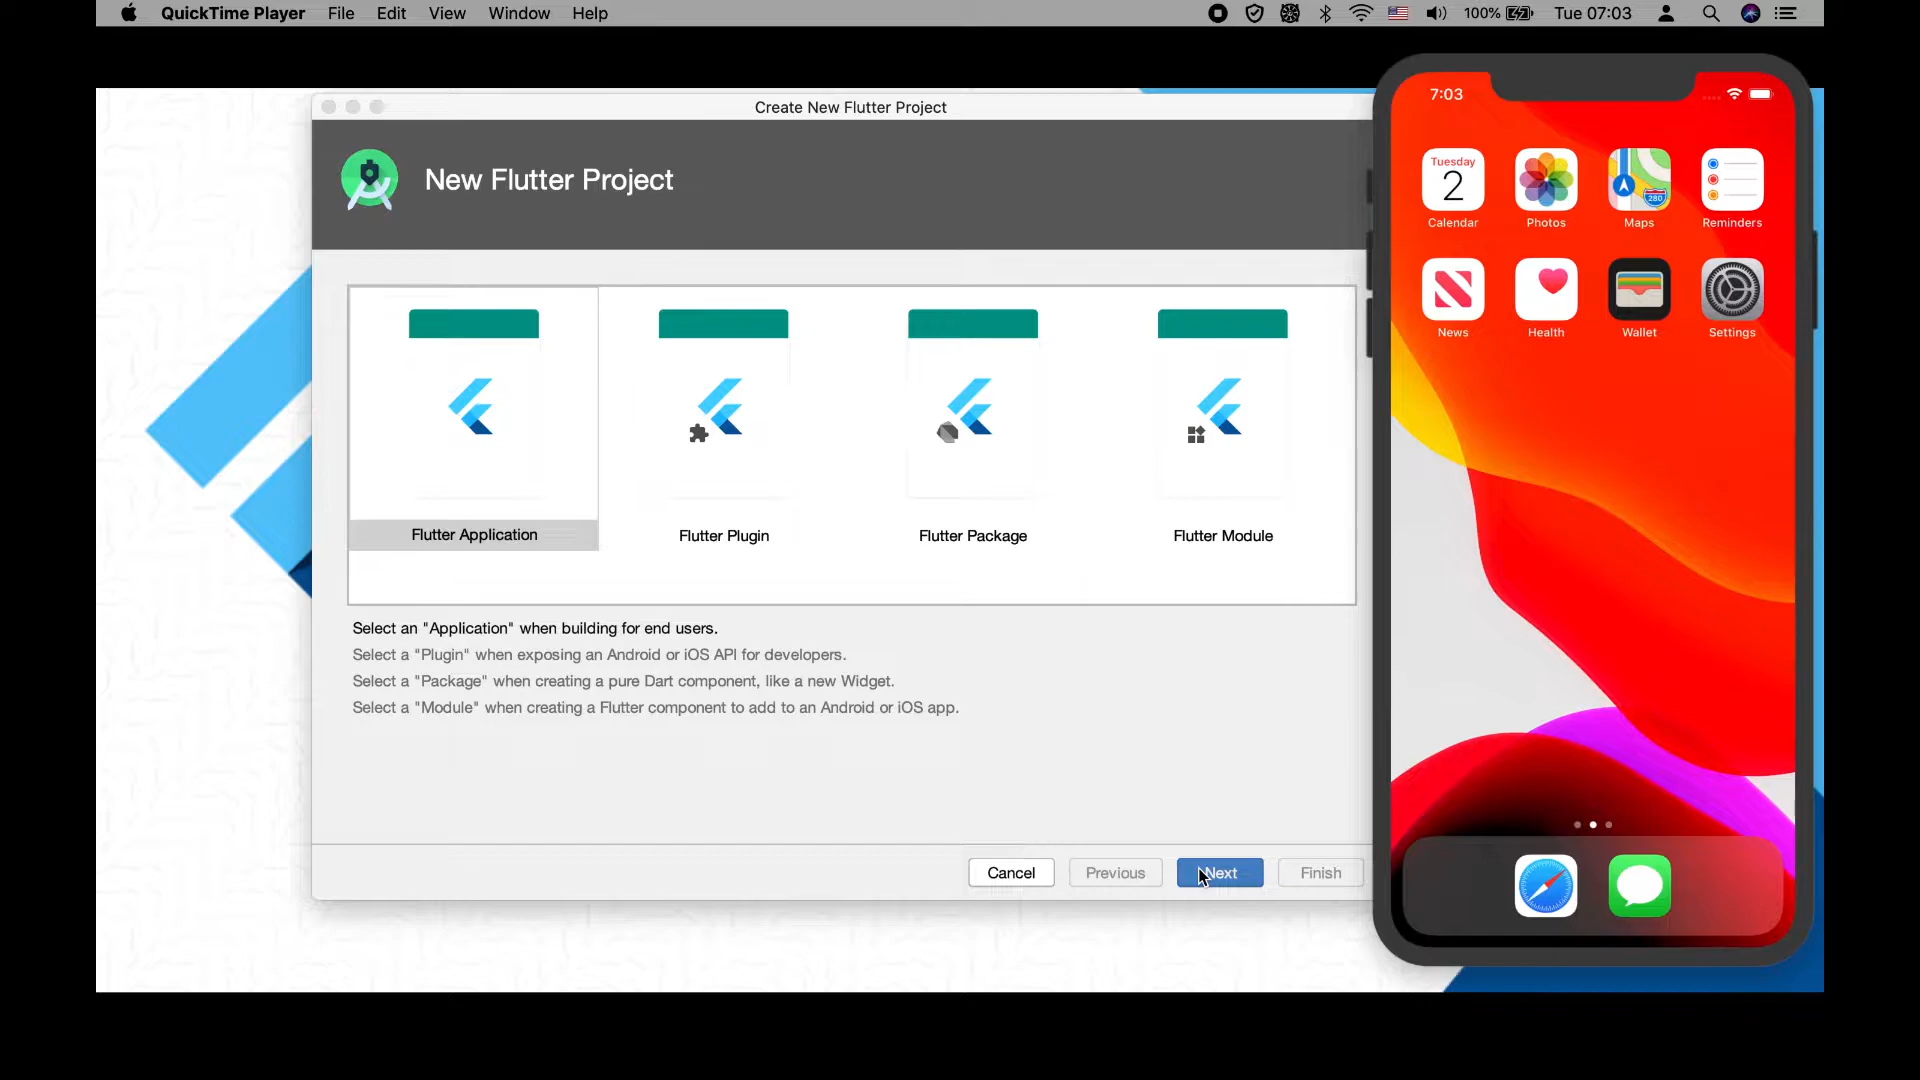 QuickTime Player File Edit View Window Help 100% Tue 07:03
Create New Flutter Project
New Flutter Project
Flutter Application
Flutter Plugin
Flutter Package
Flutter Module
Select an "Application" when building for end users.
Select a "Plugin" when exposing an Android or iOS API for developers.
Select a "Package" when creating a pure Dart component, like a new Widget.
Select a "Module" when creating a Flutter component to add to an Android or iOS app.
Cancel
Previous
Next
Finish
7:03
Tuesday
2
280
Calendar
Photos
Maps
Reminders
News
Health
Wallet
Settings